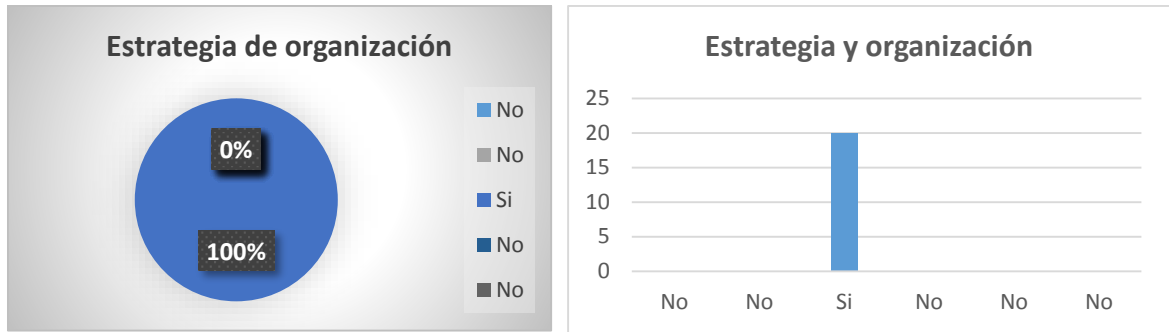 Estrategia de organización
0%
100%
No
No
Si
No
No
Estrategia y organización
25
20
15
10
5
0
No No Si No No No